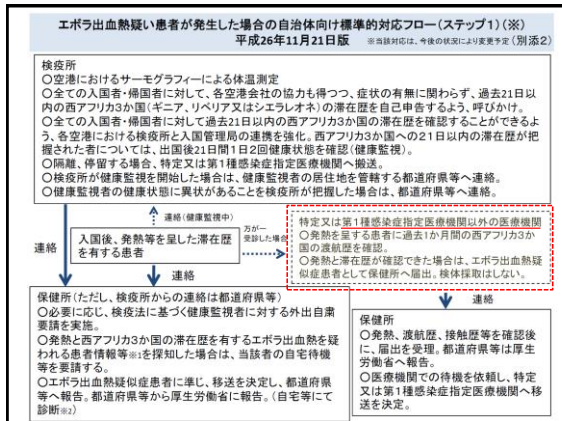 エボラ出血熱疑い患者が発生した場合の自治体向け標準的対応フロー(ステップ1)(※)
平成26年11月21日版 ※当該対応は、今後の状況により変更予定(別添2)
検疫所
○空港におけるサーモグラフィーによる体温測定
○全ての入国者・帰国者に対して、各空港会社の協力も得つつ、症状の有無に関わらず、過去21日以
内の西アフリカ3か国(ギニア、リベリア又はシエラレオネ)の滞在歴を自己申告するよう、呼びかけ。
○全ての入国者・帰国者に対して過去21日以内の西アフリカ3か国の滞在歴を確認することができるよ
う、各空港における検疫所と入国管理局の連携を強化。西アフリカ3か国への21日以内の滞在歴が把
握された者については、出国後21日間1日2回健康状態を確認(健康監視)。
○隔離、停留する場合、特定又は第1種感染症指定医療機関へ搬送。
○検疫所が健康監視を開始した場合は、健康監視者の居住地を管轄する都道府県等へ連絡。
○健康監視者の健康状態に異状があることを検疫所が把握した場合は、都道府県等へ連絡。
連絡
連絡(健康監視中)
入国後、発熱等を呈した滞在歴
を有する患者
万が一
受診した場合
特定又は第1種感染症指定医療機関以外の医療機関
○発熱を呈する患者に過去1か月間の西アフリカ3か
国の渡航歴を確認。
○発熱と滞在歴が確認できた場合は、エボラ出血熱疑
似症患者として保健所へ届出。検体採取はしない。
連絡
連絡
保健所(ただし、検疫所からの連絡は都道府県等)
○必要に応じ、検疫法に基づく健康監視者に対する外出自粛
要請を実施。
○発熱と西アフリカ3か国の滞在歴を有するエボラ出血熱を疑
われる患者情報等※1を探知した場合は、当該者の自宅待機
等を要請する。
○エボラ出血熱疑似症患者に準じ、移送を決定し、都道府県
等へ報告。都道府県等から厚生労働省に報告。(自宅等にて
診断※2)
保健所
○発熱、渡航歴、接触歴等を確認後
に、届出を受理。都道府県等は厚生
労働省へ報告。
○医療機関での待機を依頼し、特定
又は第1種感染症指定医療機関へ移
送を決定。